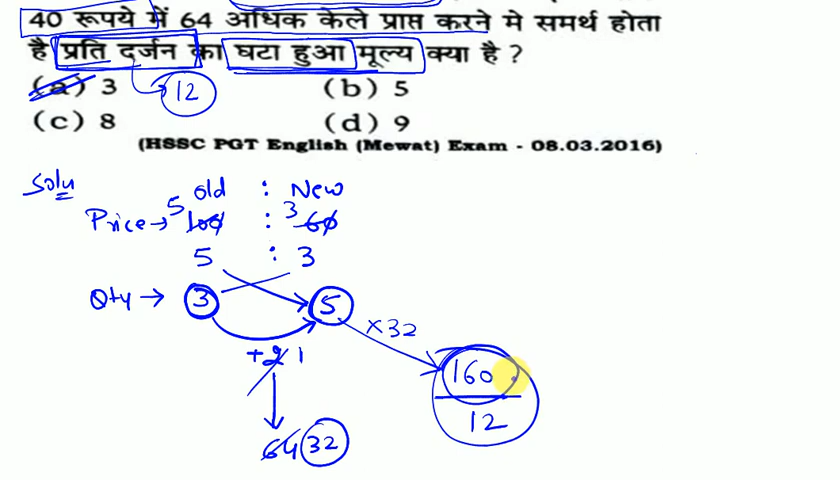 40 रूपये में 64 अधिक केले प्राप्त करने मे समर्थ होता
है प्रति दर्जन का घटा हुआ मूल्य क्या है ?
(a) 3 12 (b) 5
(c) 8 (d) 9
(HSSC PGT English (Mewat) Exam - 08.03.2016)
Solu
old : New
Price → 5 100 : 3 60
5 : 3
Qty → 3 5
×32
+2 1
160
12
64 32